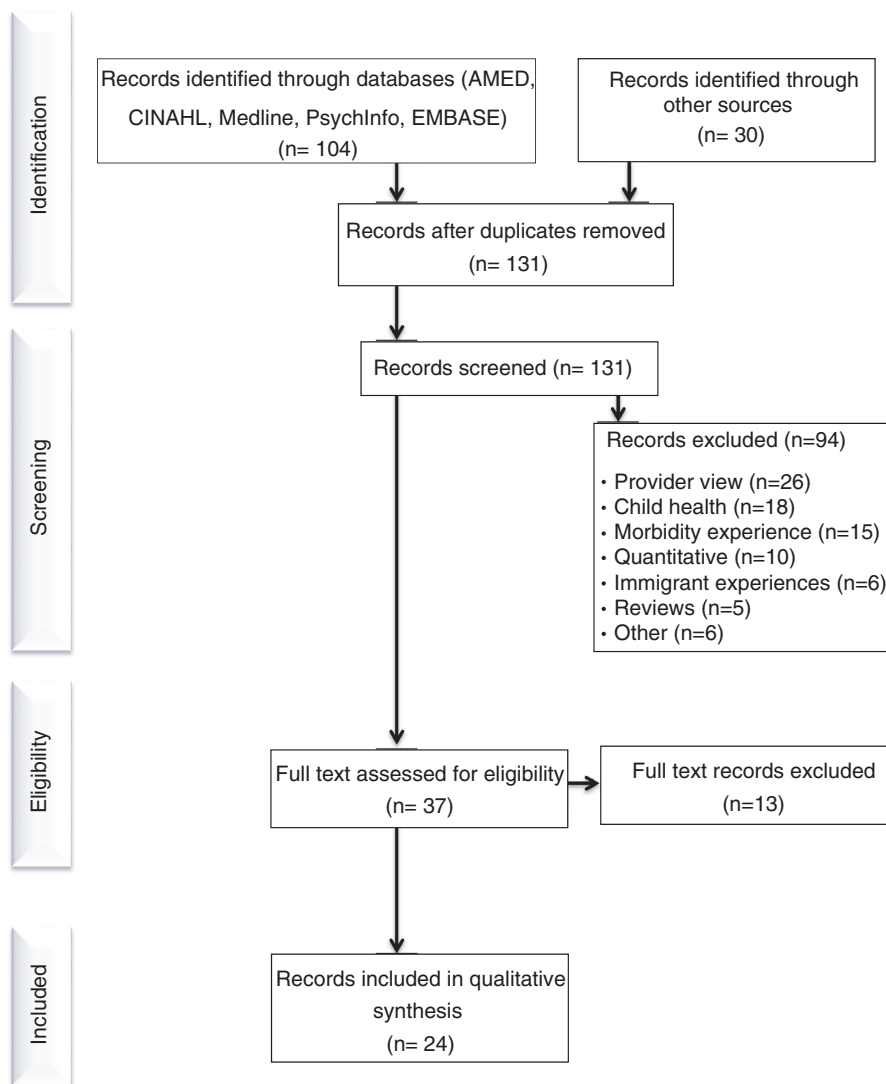 Identification
Records identified through databases (AMED,
CINAHL, Medline, PsychInfo, EMBASE)
(n= 104)
Records identified through
other sources
(n= 30)
Records after duplicates removed
(n= 131)
Screening
Records screened (n= 131)
Records excluded (n=94)
• Provider view (n=26)
• Child health (n=18)
• Morbidity experience (n=15)
• Quantitative (n=10)
• Immigrant experiences (n=6)
• Reviews (n=5)
• Other (n=6)
Eligibility
Full text assessed for eligibility
(n= 37)
Full text records excluded
(n=13)
Included
Records included in qualitative
synthesis
(n= 24)